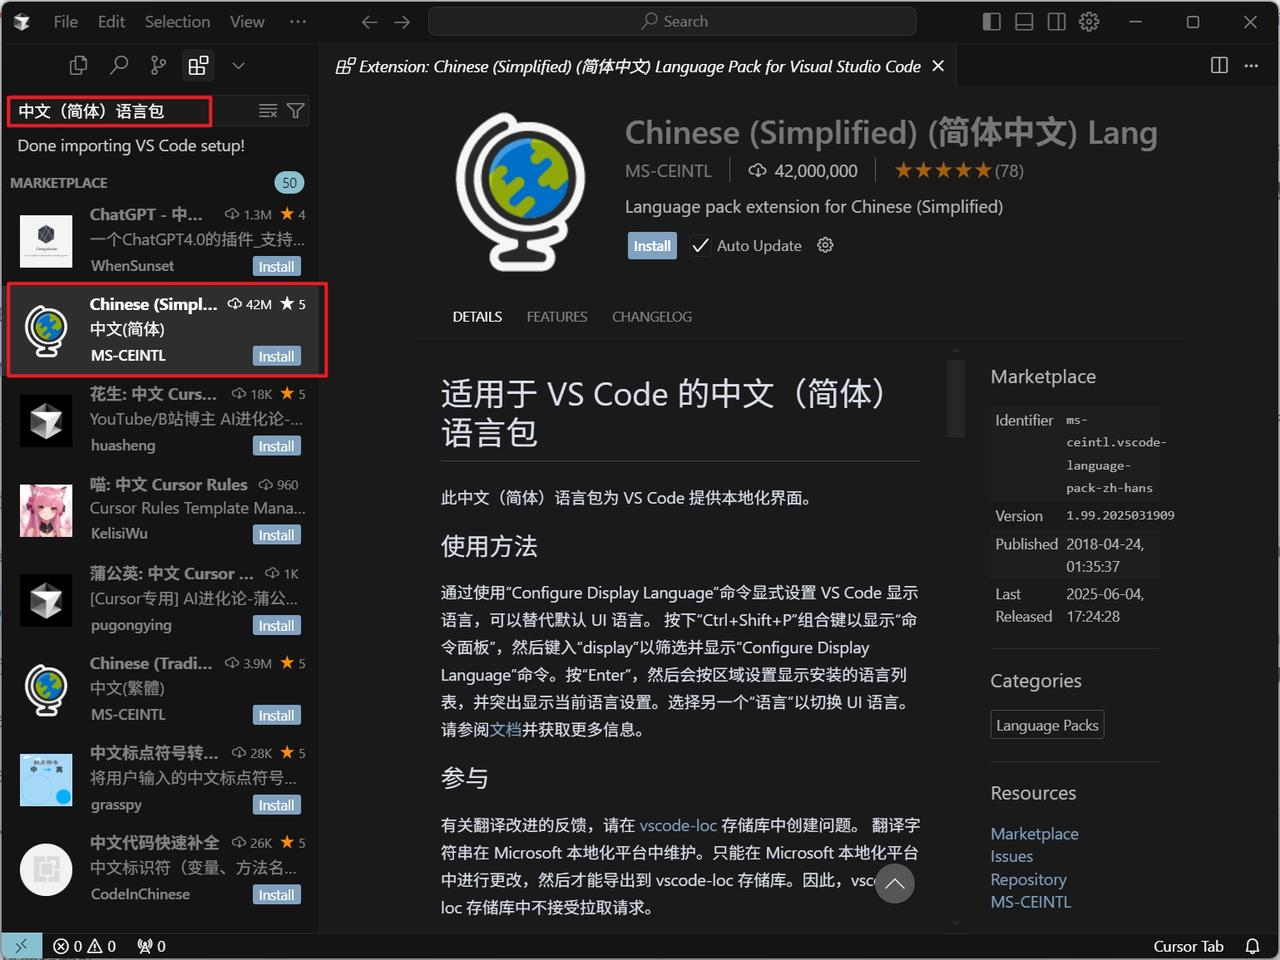 File Edit Selection View ··· Search
Extension: Chinese (Simplified) (简体中文) Language Pack for Visual Studio Code
中文（简体）语言包
Done importing VS Code setup!
MARKETPLACE 50
ChatGPT - 中... 1.3M ★ 4
一个ChatGPT4.0的插件_支持...
WhenSunset Install
Chinese (Simpl... 42M ★ 5
中文(简体)
MS-CEINTL Install
花生: 中文 Curs... 18K ★ 5
YouTube/B站博主 AI进化论-...
huasheng Install
喵: 中文 Cursor Rules 960
Cursor Rules Template Mana...
KelisiWu Install
蒲公英: 中文 Cursor ... 1K
[Cursor专用] AI进化论-蒲公...
pugongying Install
Chinese (Tradi... 3.9M ★ 5
中文(繁體)
MS-CEINTL Install
中文标点符号转... 28K ★ 5
将用户输入的中文标点符号...
grasspy Install
中文代码快速补全 26K ★ 5
中文标识符（变量、方法名...
CodeInChinese Install
Chinese (Simplified) (简体中文) Lang
MS-CEINTL 42,000,000 ★★★★★(78)
Language pack extension for Chinese (Simplified)
Install Auto Update
DETAILS FEATURES CHANGELOG
适用于 VS Code 的中文（简体）
语言包
此中文（简体）语言包为 VS Code 提供本地化界面。
使用方法
通过使用“Configure Display Language”命令显式设置 VS Code 显示
语言，可以替代默认 UI 语言。 按下“Ctrl+Shift+P”组合键以显示“命
令面板”，然后键入“display”以筛选并显示“Configure Display
Language”命令。按“Enter”，然后会按区域设置显示安装的语言列
表，并突出显示当前语言设置。选择另一个“语言”以切换 UI 语言。
请参阅文档并获取更多信息。
参与
有关翻译改进的反馈，请在 vscode-loc 存储库中创建问题。 翻译字
符串在 Microsoft 本地化平台中维护。只能在 Microsoft 本地化平台
中进行更改，然后才能导出到 vscode-loc 存储库。因此，vsc
loc 存储库中不接受拉取请求。
Marketplace
Identifier ms-
ceintl.vscode-
language-
pack-zh-hans
Version 1.99.2025031909
Published 2018-04-24,
01:35:37
Last 2025-06-04,
Released 17:24:28
Categories
Language Packs
Resources
Marketplace
Issues
Repository
MS-CEINTL
0 0 0 Cursor Tab